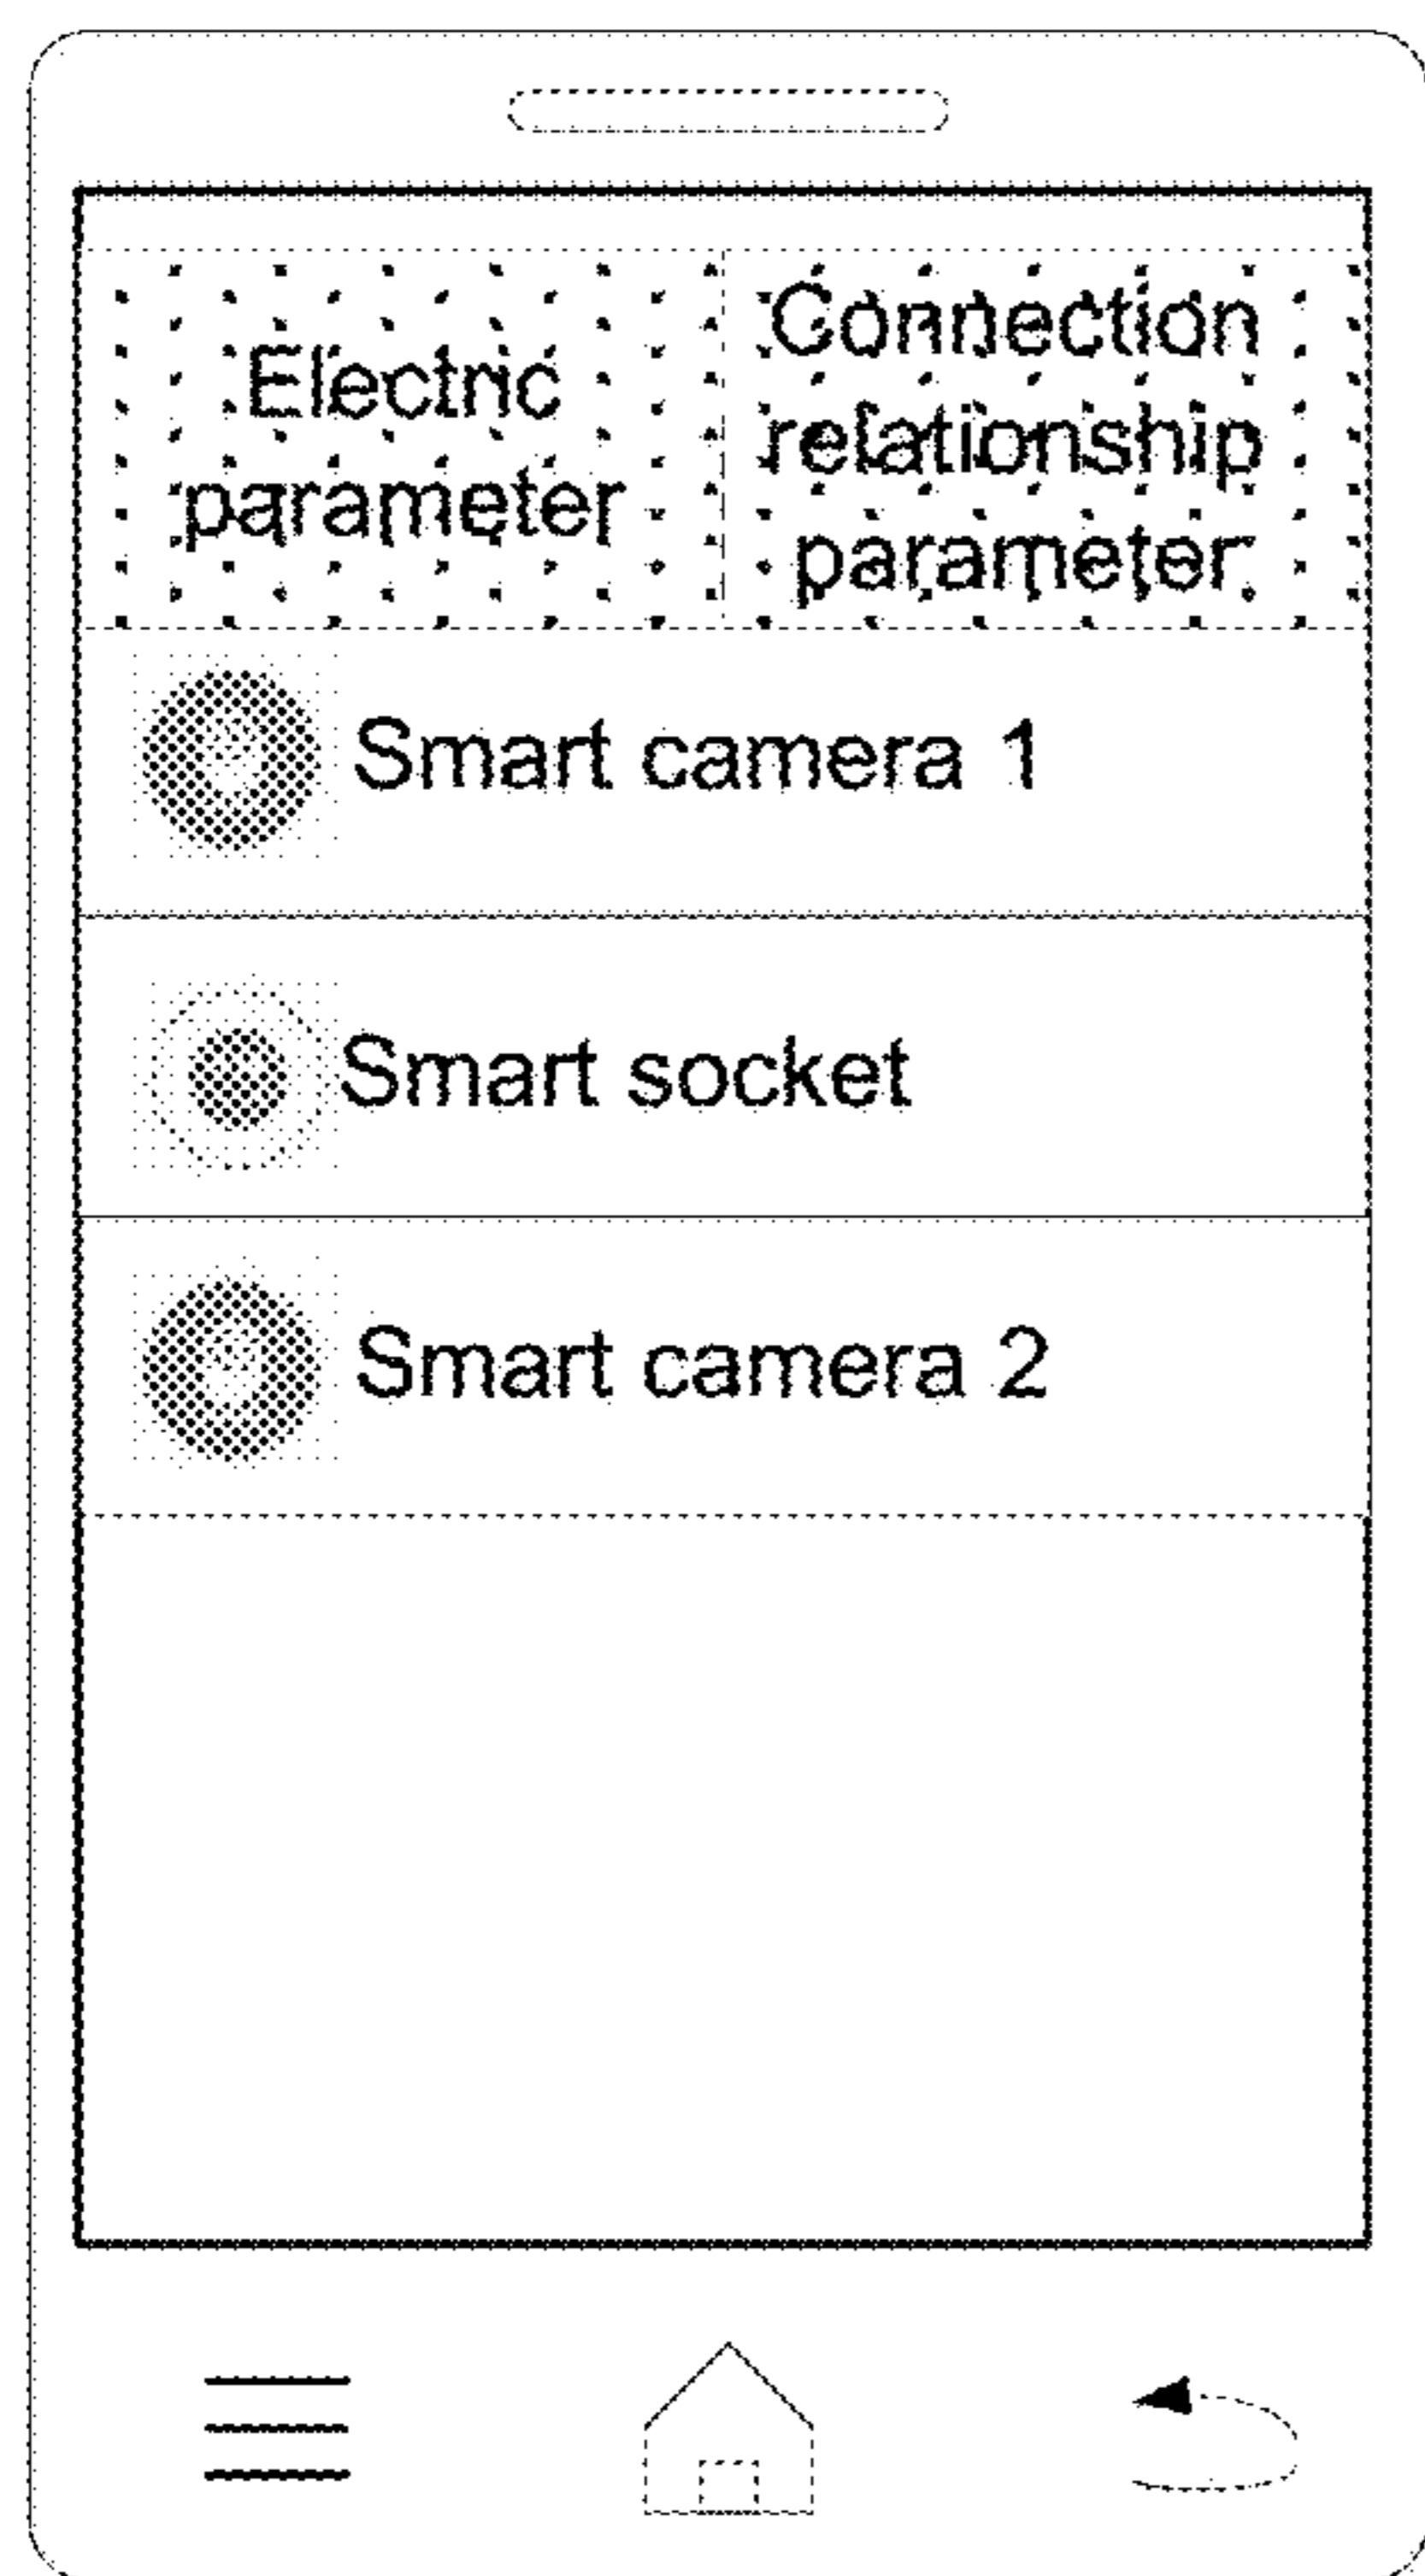 Electric
parameter
Connection
relationship
parameter
Smart camera 1
Smart socket
Smart camera 2